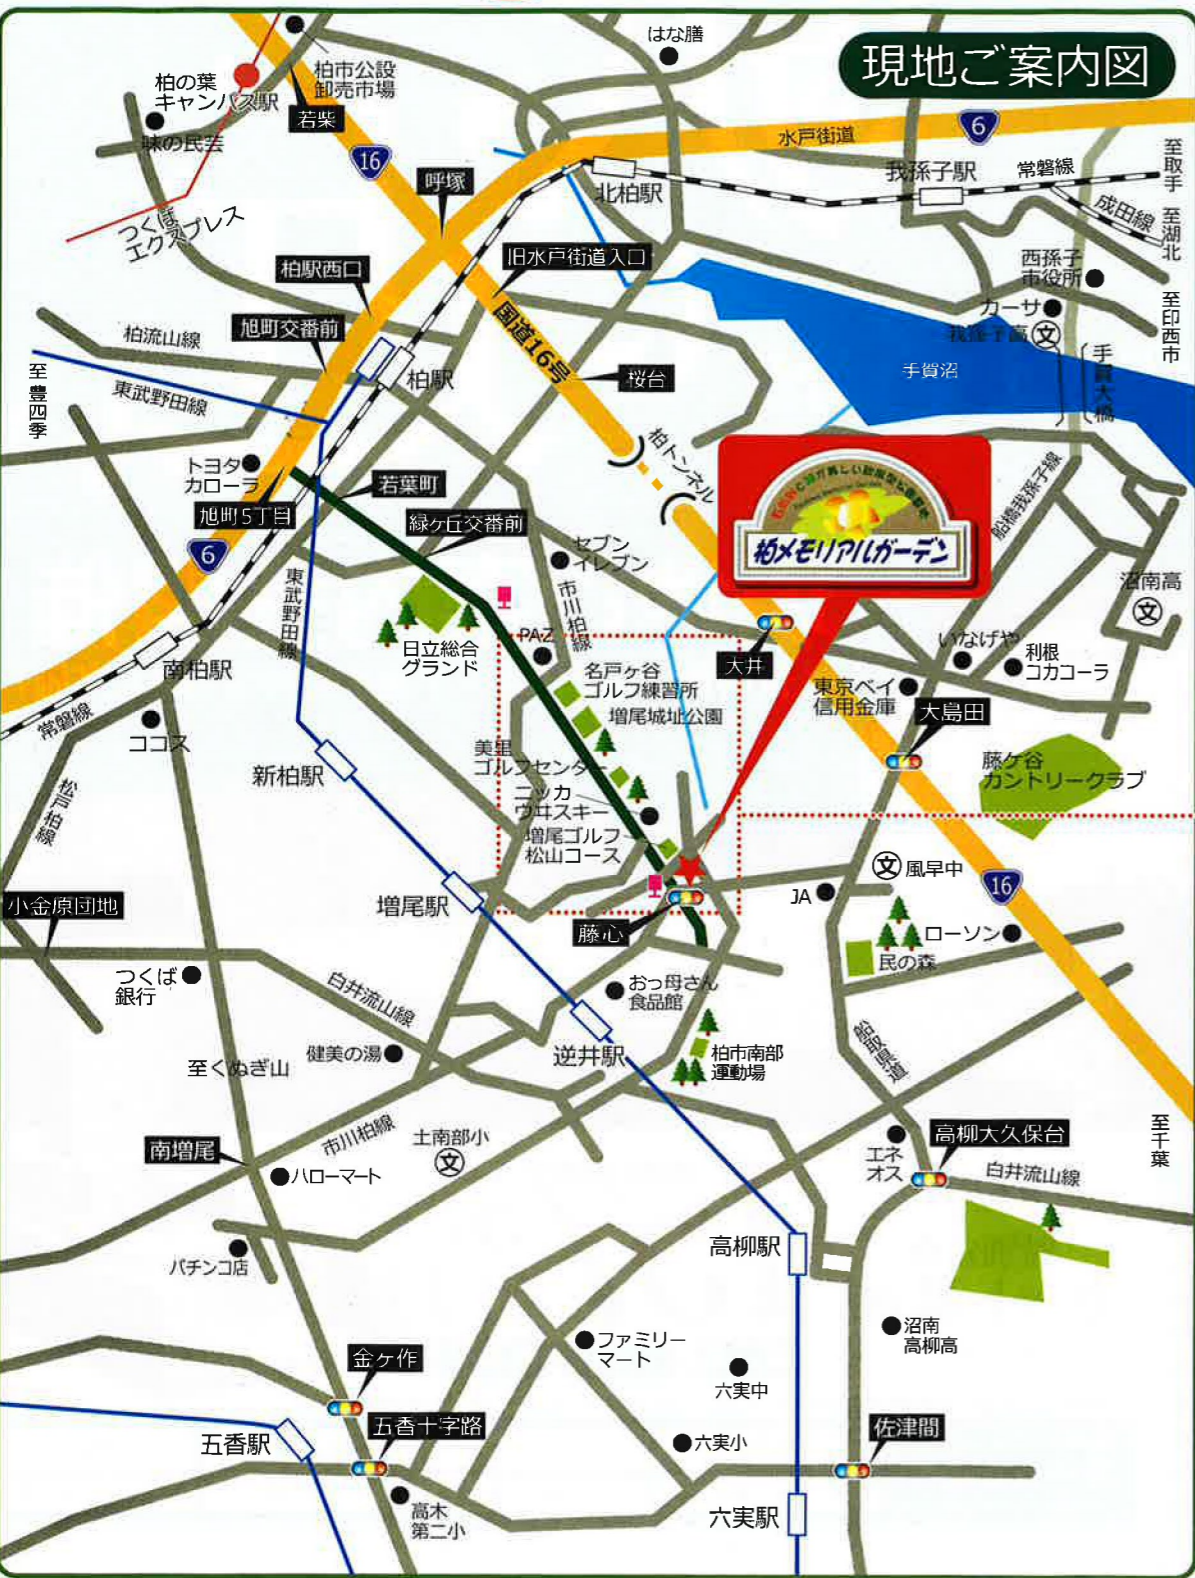 現地ご案内図
はな膳
柏市公設
卸売市場
柏の葉
キャンパス駅
味の民芸
若柴
16
つくば
エクスプレス
呼塚
水戸街道
6
北柏駅
我孫子駅
常磐線
至取手
成田線
至湖北
柏駅西口
旧水戸街道入口
西孫子
市役所
カーサ
我孫子高
文
至印西市
手賀大橋
手賀沼
旭町交番前
柏流山線
国道16号
柏駅
桜台
至豊四季
東武野田線
柏トンネル
トヨタ
カローラ
若葉町
旭町5丁目
緑ケ丘交番前
6
柏メモリアルガーデン
船橋我孫子線
セブン
イレブン
市川柏線
沼南高
文
東武野田線
日立総合
グランド
PAZ
大井
いなげや
利根
コカコーラ
南柏駅
名戸ヶ谷
ゴルフ練習所
東京ベイ
信用金庫
大島田
常磐線
ココス
増尾城址公園
美里
ゴルフセンター
藤ケ谷
カントリークラブ
新柏駅
松戸柏線
ニッカ
ウヰスキー
増尾ゴルフ
松山コース
文
風早中
16
JA
小金原団地
増尾駅
藤心
ローソン
民の森
つくば
銀行
白井流山線
おっ母さん
食品館
健美の湯
逆井駅
柏市南部
運動場
船取県道
至くぬぎ山
市川柏線
土南部小
文
南増尾
ハローマート
エネ
オス
高柳大久保台
至千葉
白井流山線
パチンコ店
高柳駅
ファミリー
マート
沼南
高柳高
金ヶ作
六実中
五香駅
五香十字路
六実小
佐津間
高木
第二小
六実駅